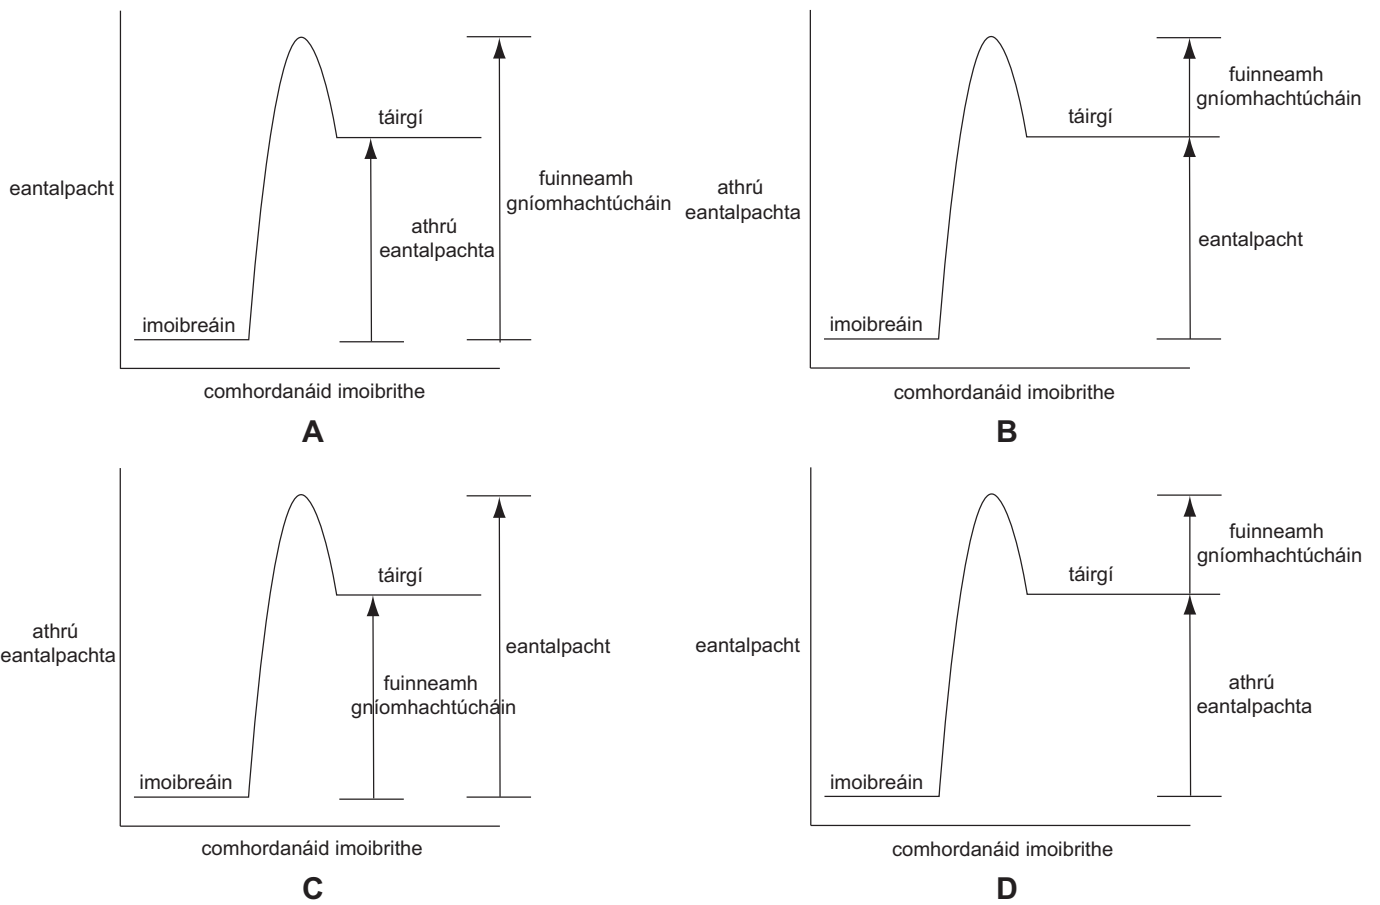 táirgí
eantalpacht
fuinneamh
gníomhachtúcháin
athrú
eantalpachta
imoibreáin
comhordanáid imoibrithe
A
fuinneamh
gníomhachtúcháin
táirgí
athrú
eantalpachta
eantalpacht
imoibreáin
comhordanáid imoibrithe
B
táirgí
athrú
eantalpachta
eantalpacht
fuinneamh
gníomhachtúcháin
imoibreáin
comhordanáid imoibrithe
C
fuinneamh
gníomhachtúcháin
táirgí
eantalpacht
athrú
eantalpachta
imoibreáin
comhordanáid imoibrithe
D